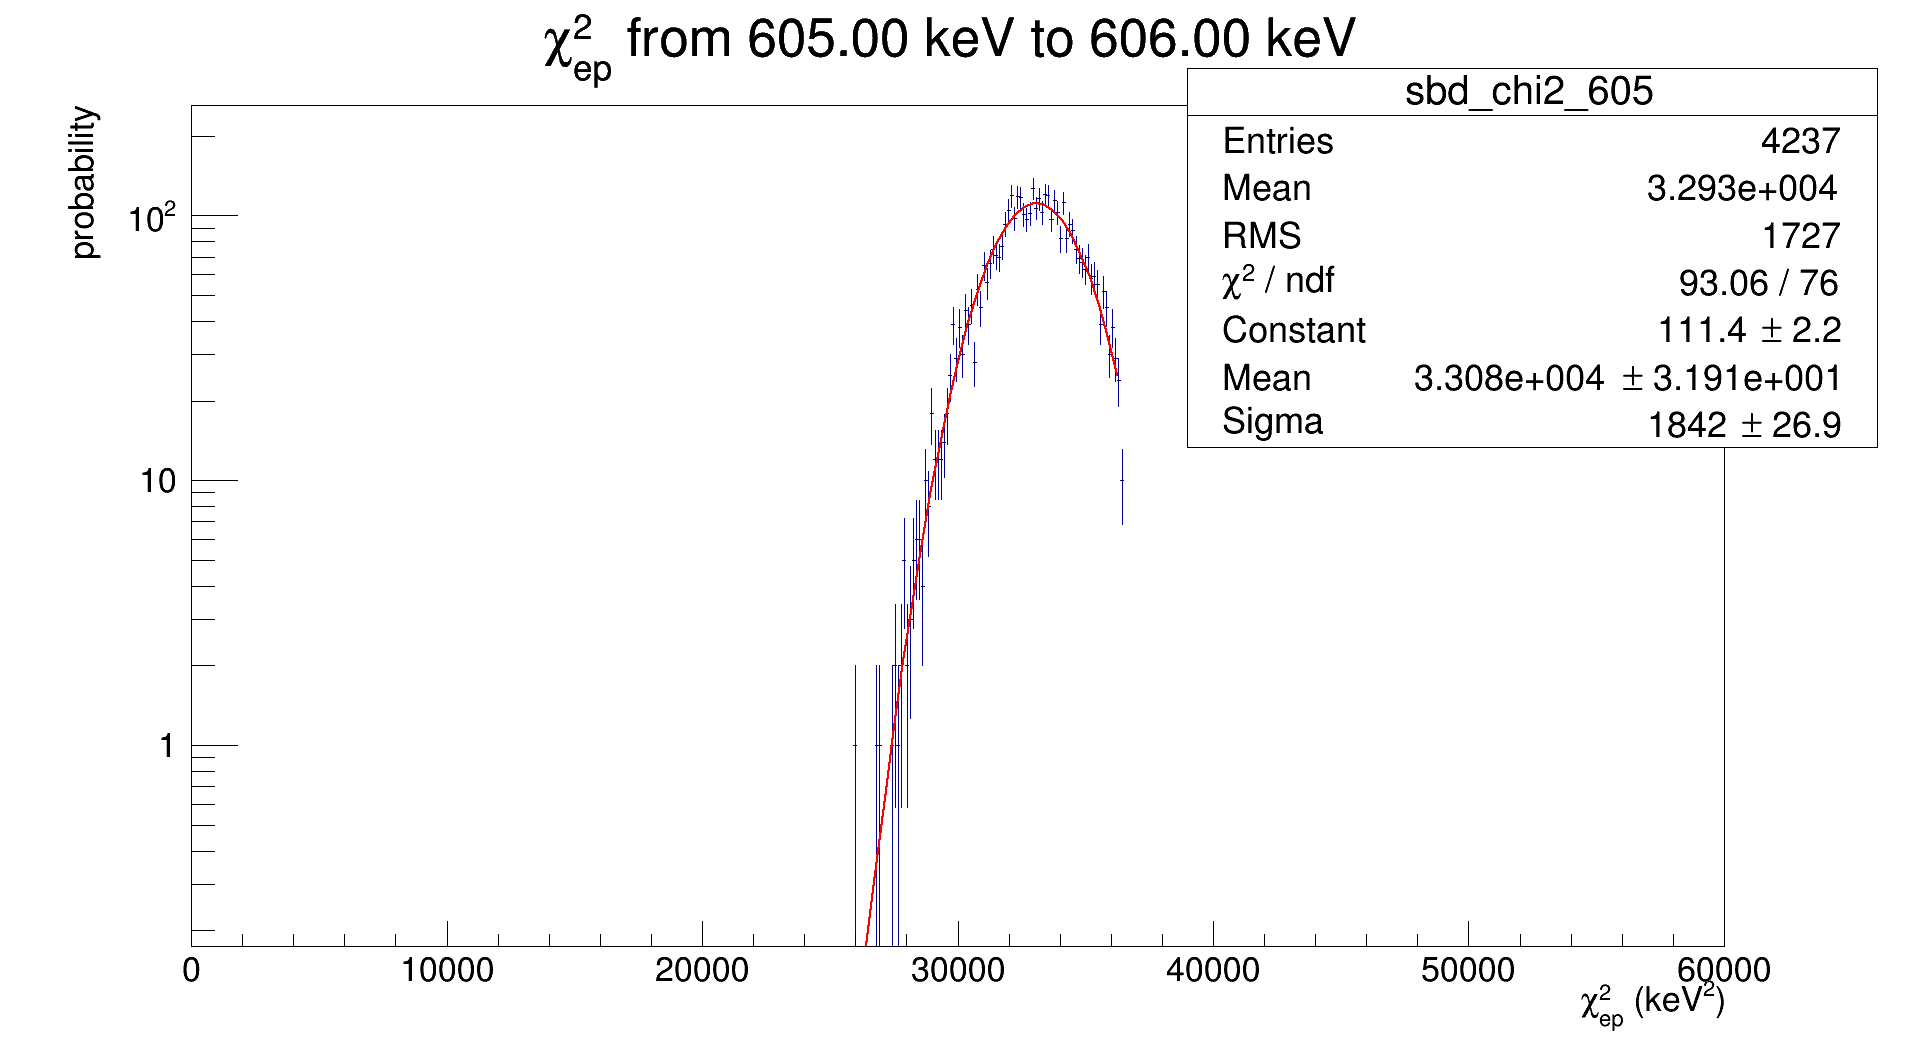 χ²ep from 605.00 keV to 606.00 keV
sbd_chi2_605
Entries 4237
Mean 3.293e+004
RMS 1727
χ² / ndf 93.06 / 76
Constant 111.4 ± 2.2
Mean 3.308e+004 ± 3.191e+001
Sigma 1842 ± 26.9
probability
10²
10
1
0 10000 20000 30000 40000 50000 60000
χ²ep (keV²)